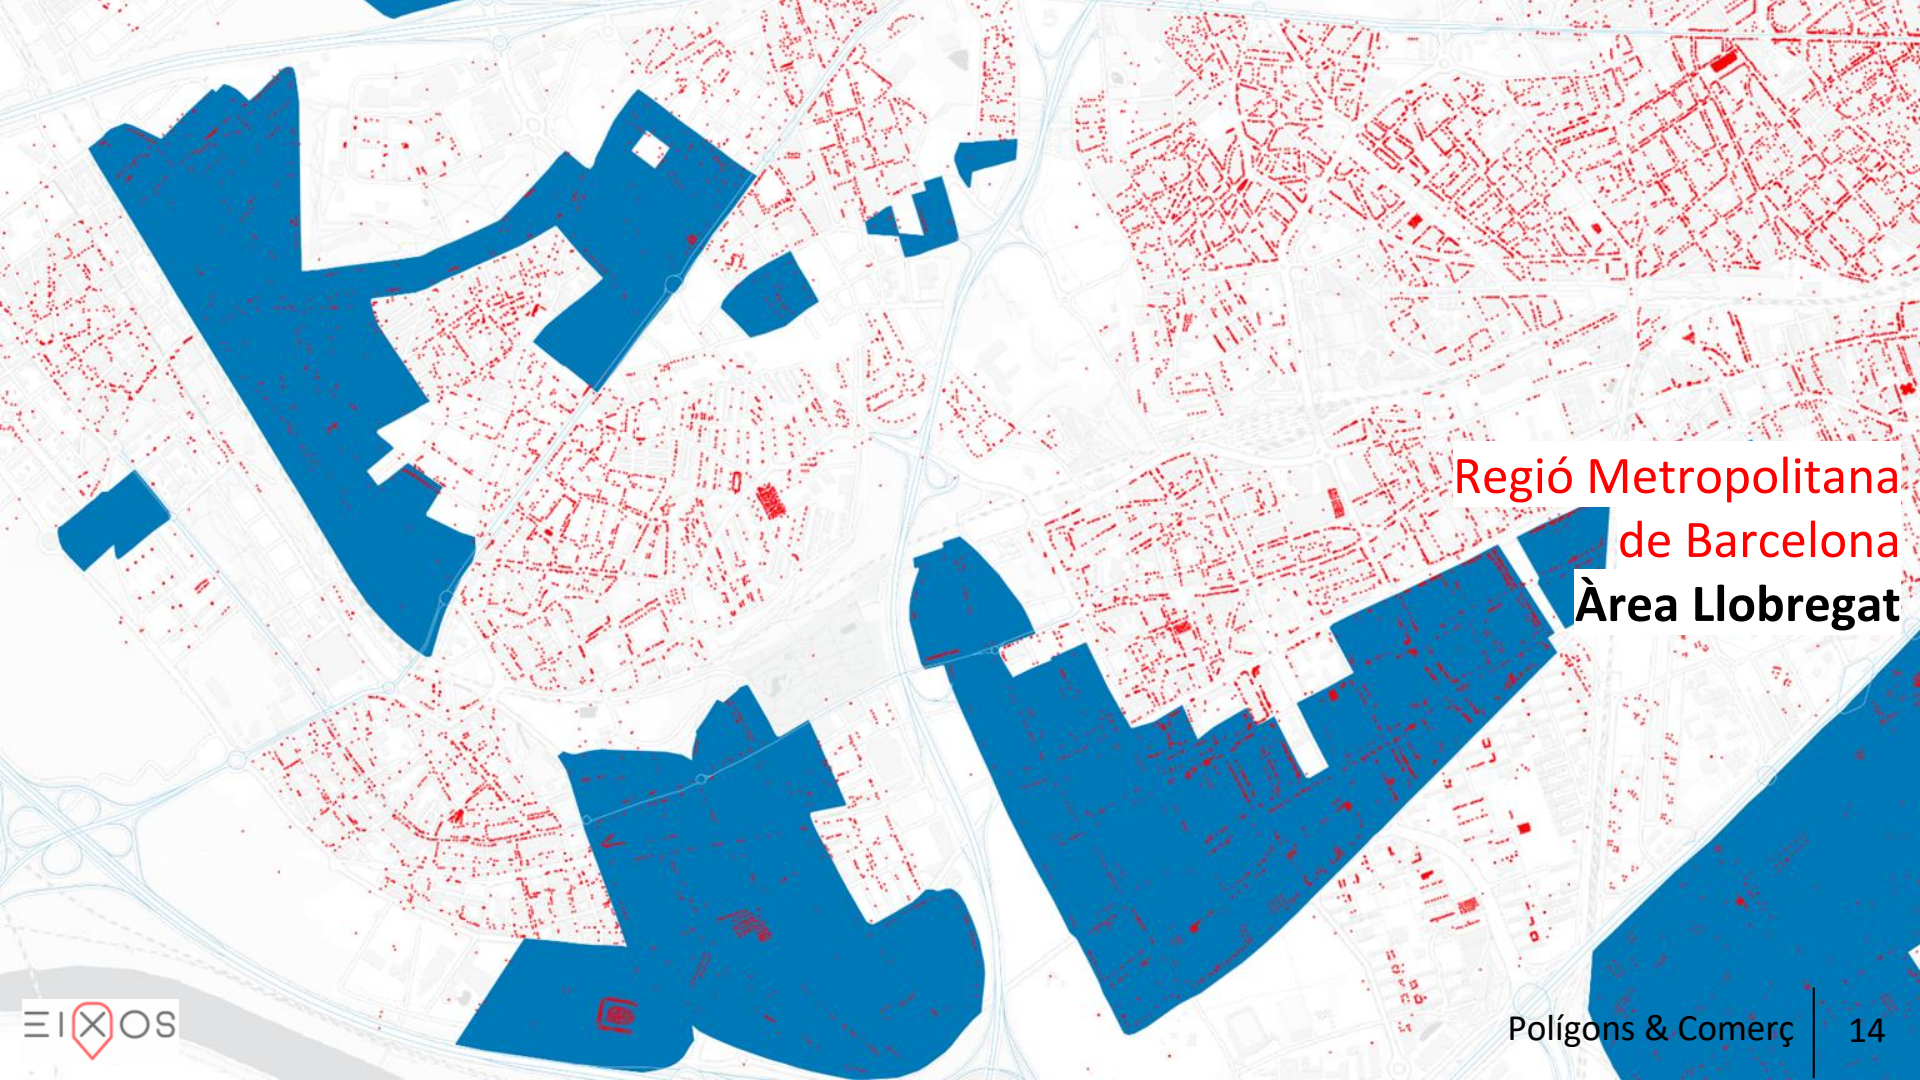 Regió Metropolitana
de Barcelona
Àrea Llobregat
EIXOS
Polígons & Comerç
14